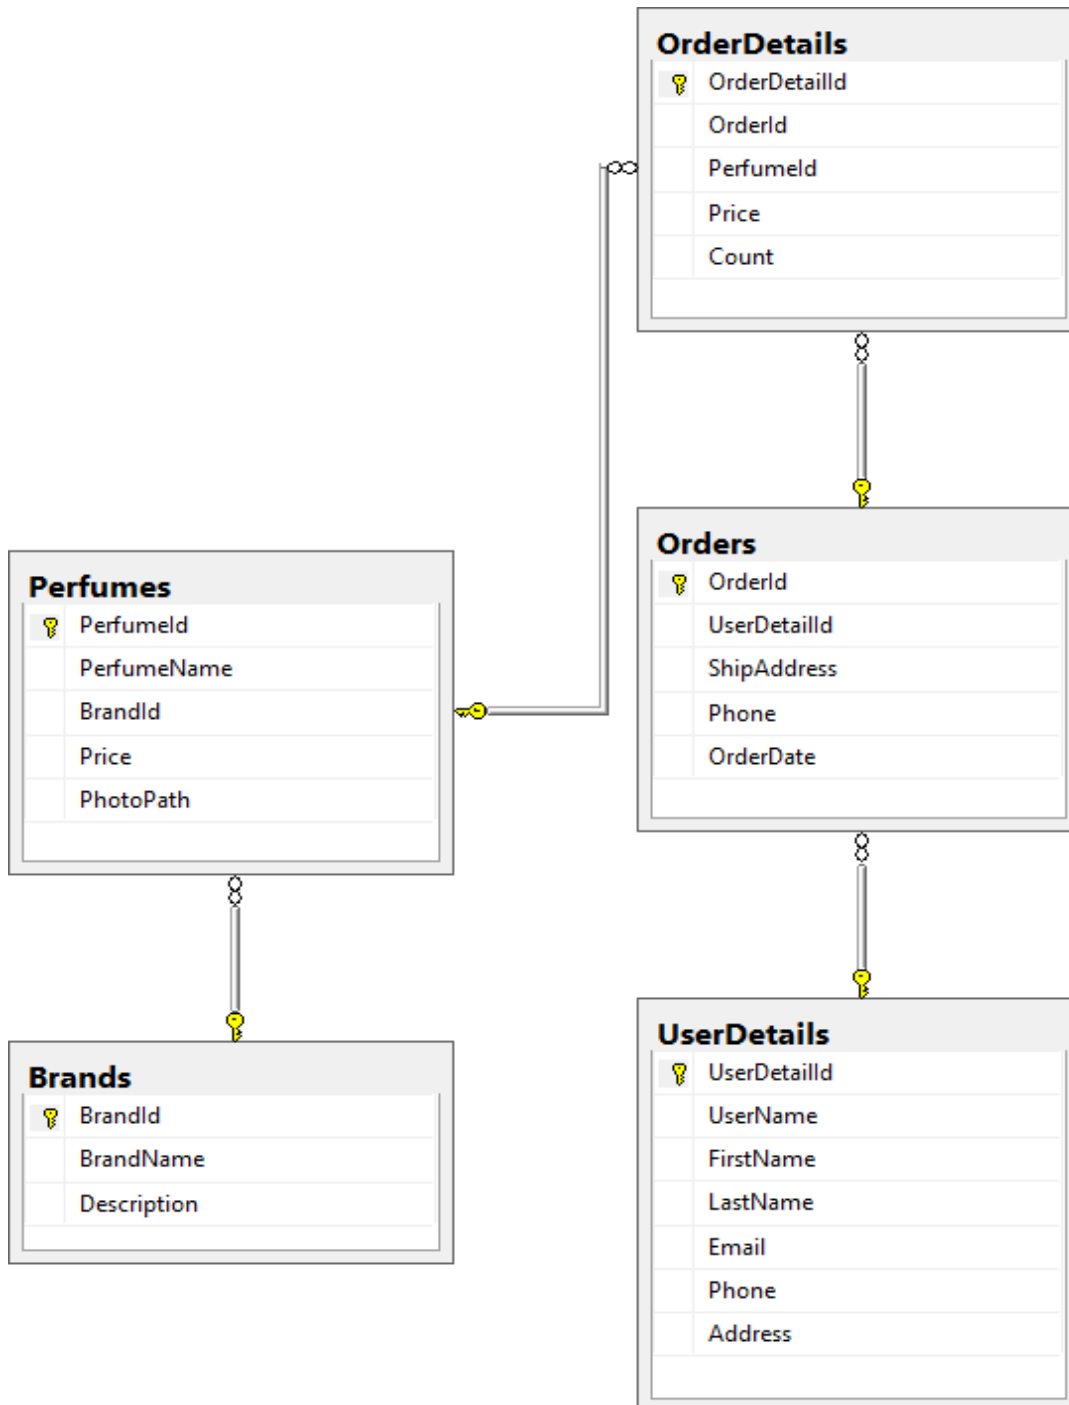 OrderDetails
OrderDetailId
OrderId
PerfumeId
Price
Count
Perfumes
PerfumeId
PerfumeName
BrandId
Price
PhotoPath
Orders
OrderId
UserDetailId
ShipAddress
Phone
OrderDate
Brands
BrandId
BrandName
Description
UserDetails
UserDetailId
UserName
FirstName
LastName
Email
Phone
Address